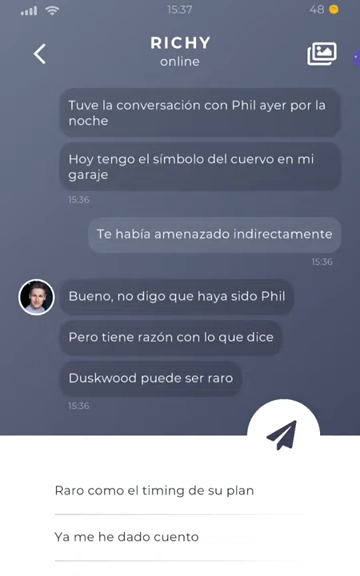 15:37
48
RICHY
online
Tuve la conversación con Phil ayer por la
noche
Hoy tengo el símbolo del cuervo en mi
garaje
15:36
Te había amenazado indirectamente
15:36
Bueno, no digo que haya sido Phil
Pero tiene razón con lo que dice
Duskwood puede ser raro
15:36
Raro como el timing de su plan
Ya me he dado cuento